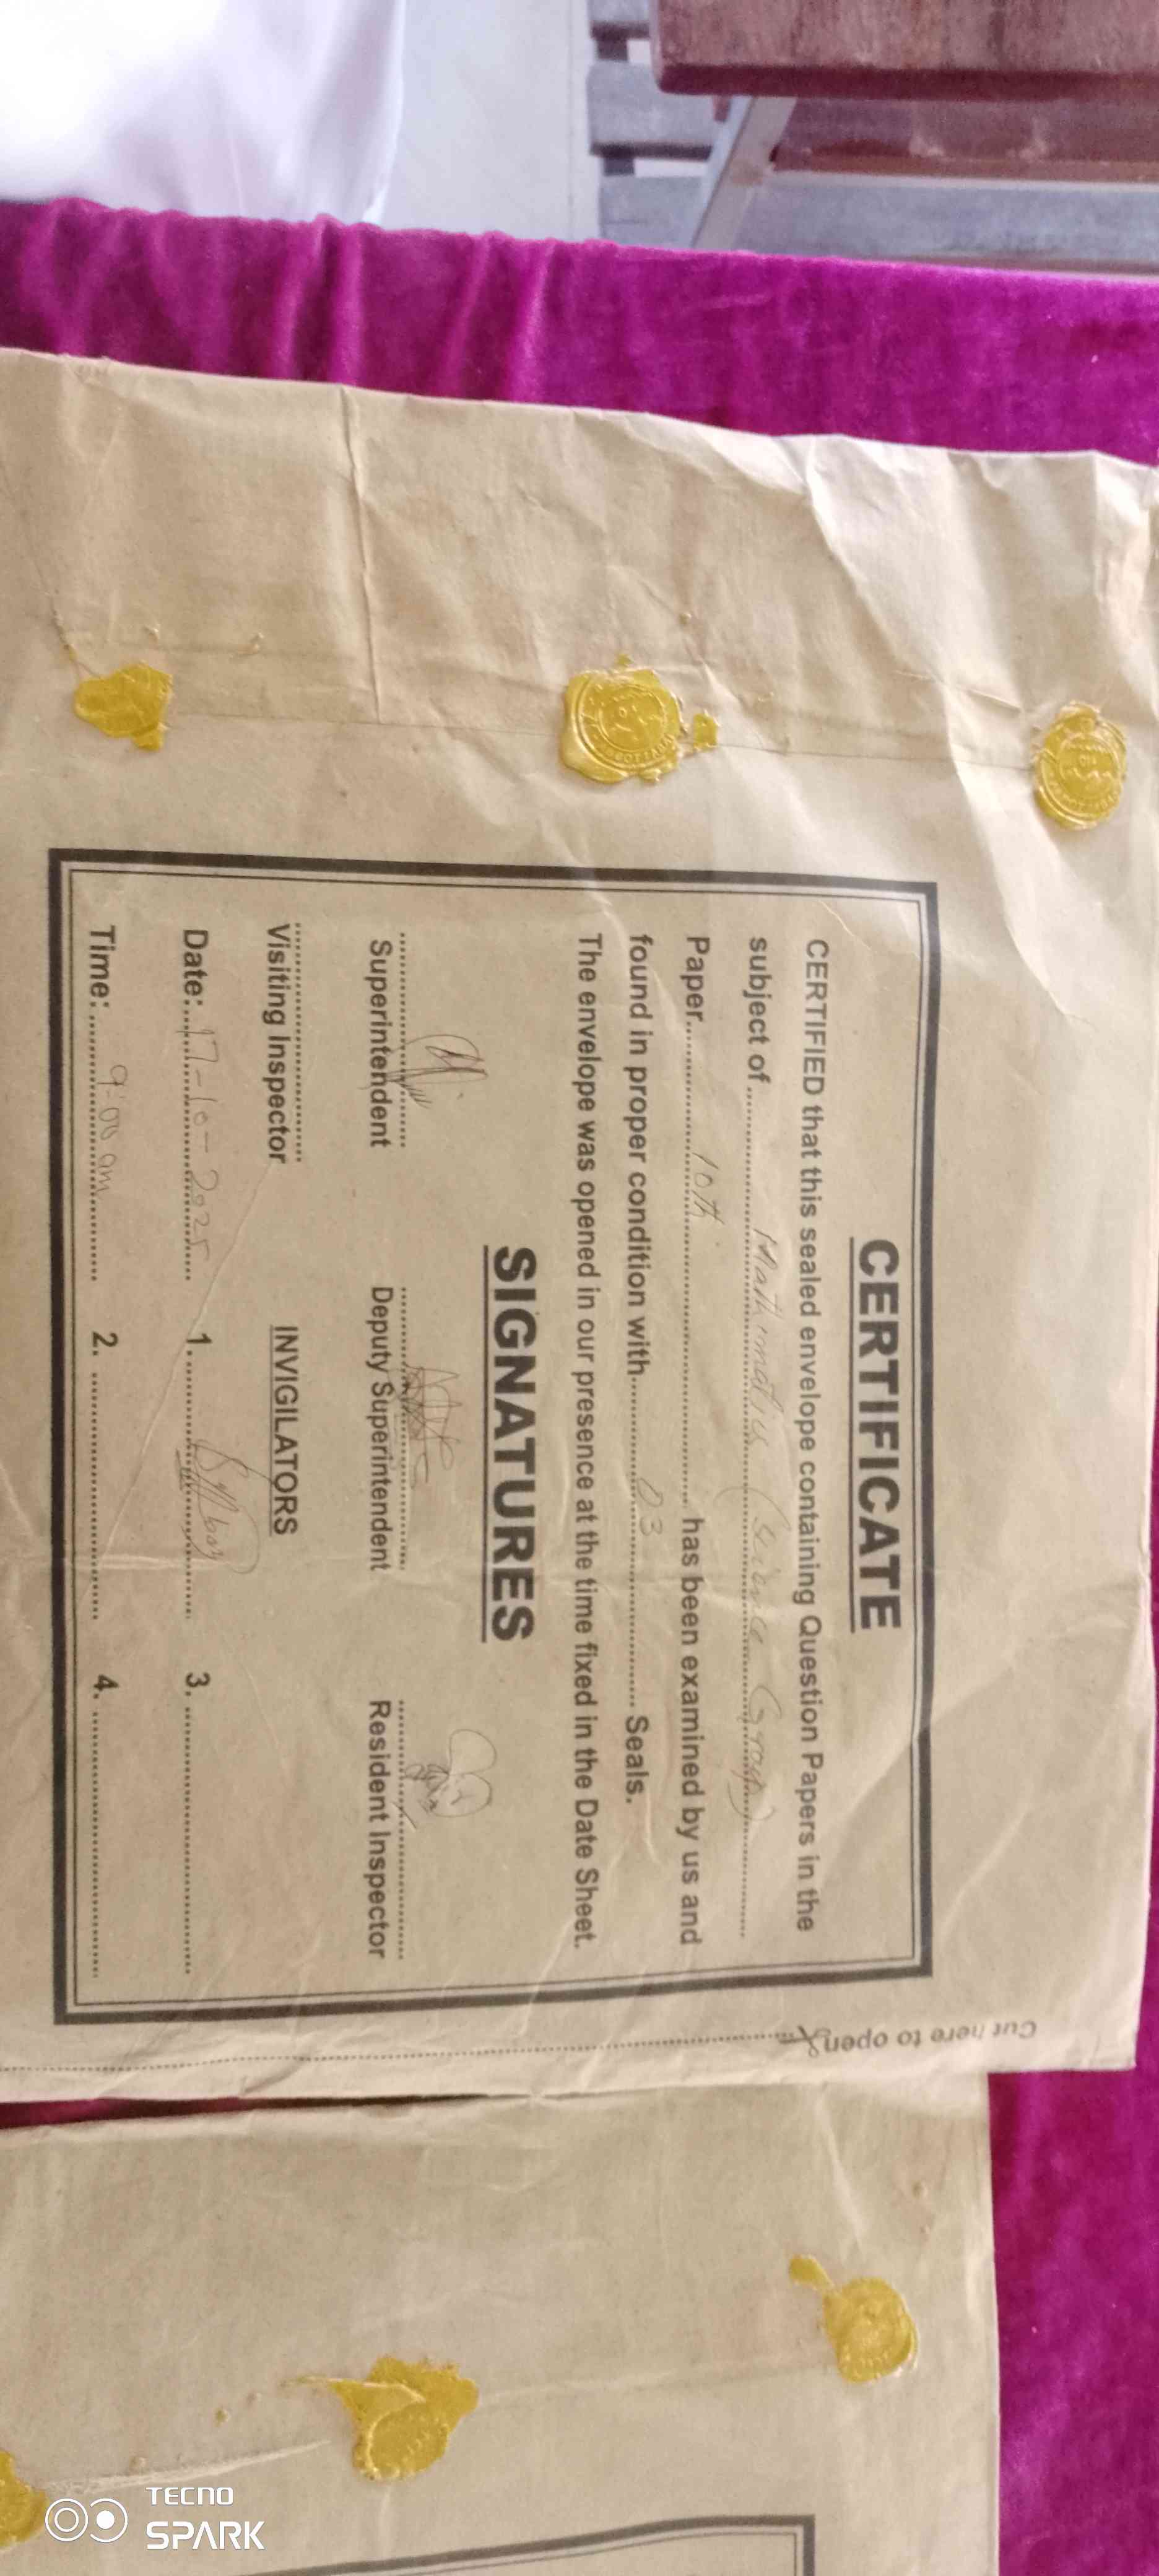 CERTIFICATE
CERTIFIED that this sealed envelope containing Question Papers in the
subject of Mathematics (Science Group)
Paper 10th has been examined by us and
found in proper condition with 03 Seals.
The envelope was opened in our presence at the time fixed in the Date Sheet.
SIGNATURES
Superintendent Deputy Superintendent Resident Inspector
Visiting Inspector INVIGILATORS
Date: 17-10-2025 1. 3.
Time: 9:00 am 2. 4.
Cut here to open
TECNO
SPARK